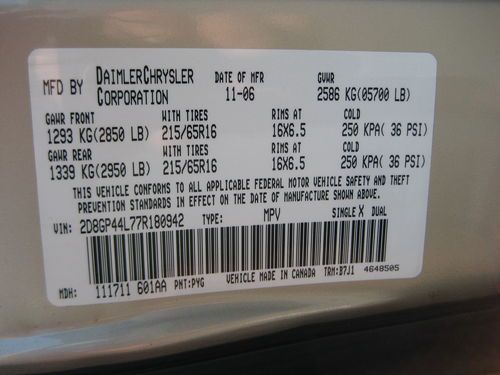 MFD BY DAIMLERCHRYSLER CORPORATION DATE OF MFR 11-06 GVWR 2586 KG(05700 LB)
GAWR FRONT WITH TIRES RIMS AT COLD
1293 KG(2850 LB) 215/65R16 16X6.5 250 KPA( 36 PSI)
GAWR REAR WITH TIRES RIMS AT COLD
1339 KG(2950 LB) 215/65R16 16X6.5 250 KPA( 36 PSI)
THIS VEHICLE CONFORMS TO ALL APPLICABLE FEDERAL MOTOR VEHICLE SAFETY AND THEFT
PREVENTION STANDARDS IN EFFECT ON THE DATE OF MANUFACTURE SHOWN ABOVE.
VIN: 2D8GP44L77R180942 TYPE: MPV SINGLE X DUAL
VEHICLE MADE IN CANADA TRM:B7J1 4648505
MDH: 111711 601AA PNT:PYG